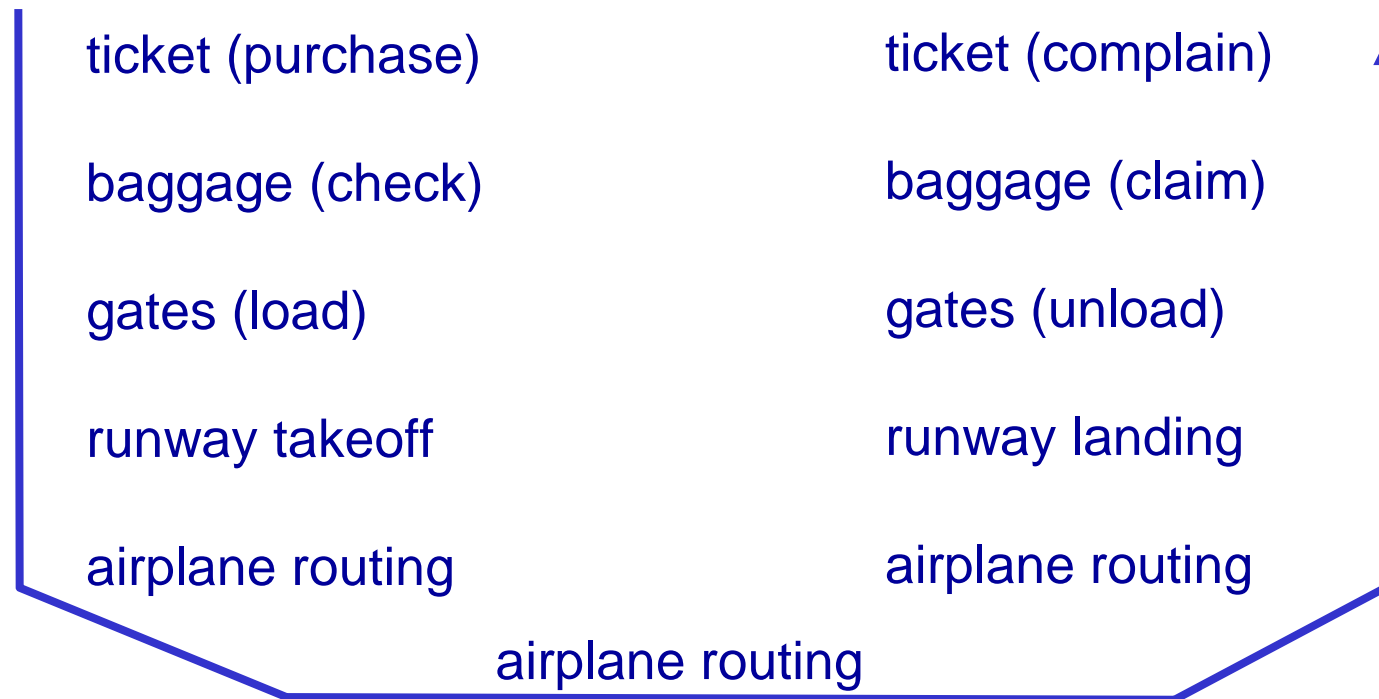 ticket (purchase)
baggage (check)
gates (load)
runway takeoff
airplane routing
ticket (complain)
baggage (claim)
gates (unload)
runway landing
airplane routing
airplane routing